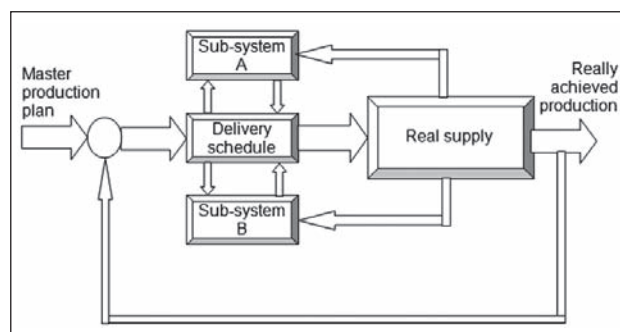 Master
production
plan
Sub-system
A
Delivery
schedule
Sub-system
B
Real supply
Really
achieved
production